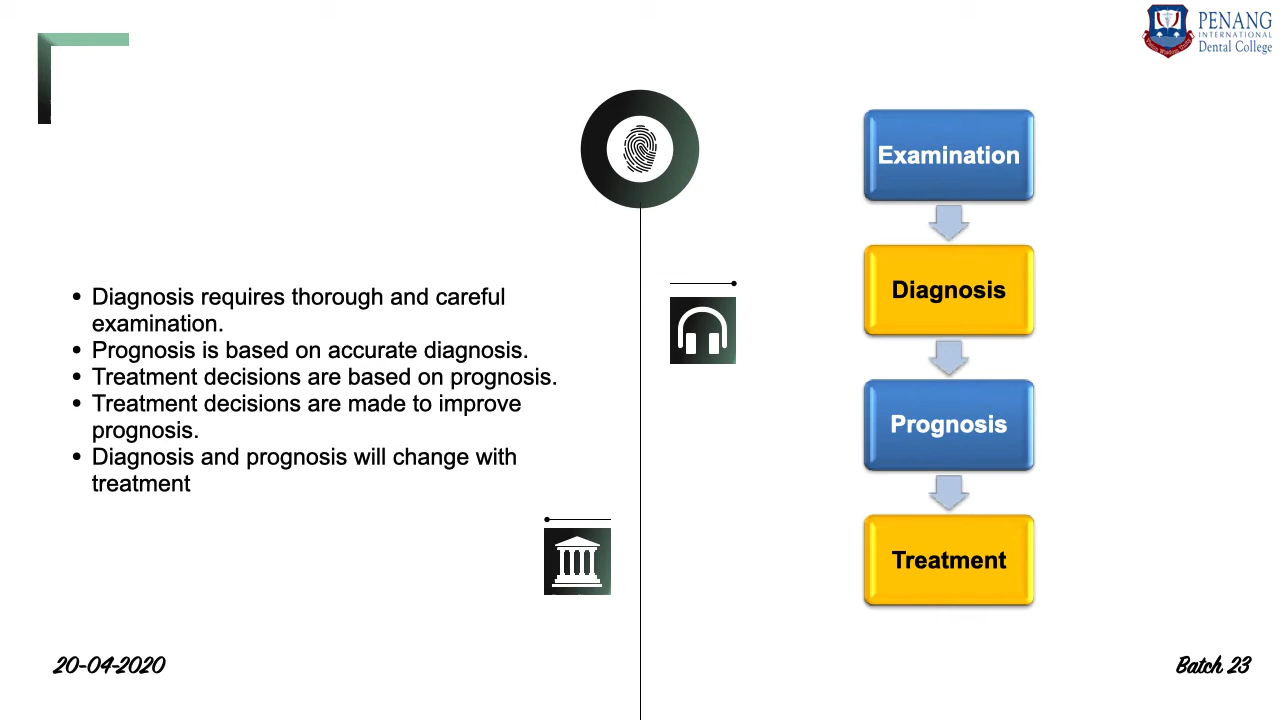 PENANG
INTERNATIONAL
Dental College
Examination
Diagnosis
Prognosis
Treatment
• Diagnosis requires thorough and careful
examination.
• Prognosis is based on accurate diagnosis.
• Treatment decisions are based on prognosis.
• Treatment decisions are made to improve
prognosis.
• Diagnosis and prognosis will change with
treatment
20-04-2020
Batch 23